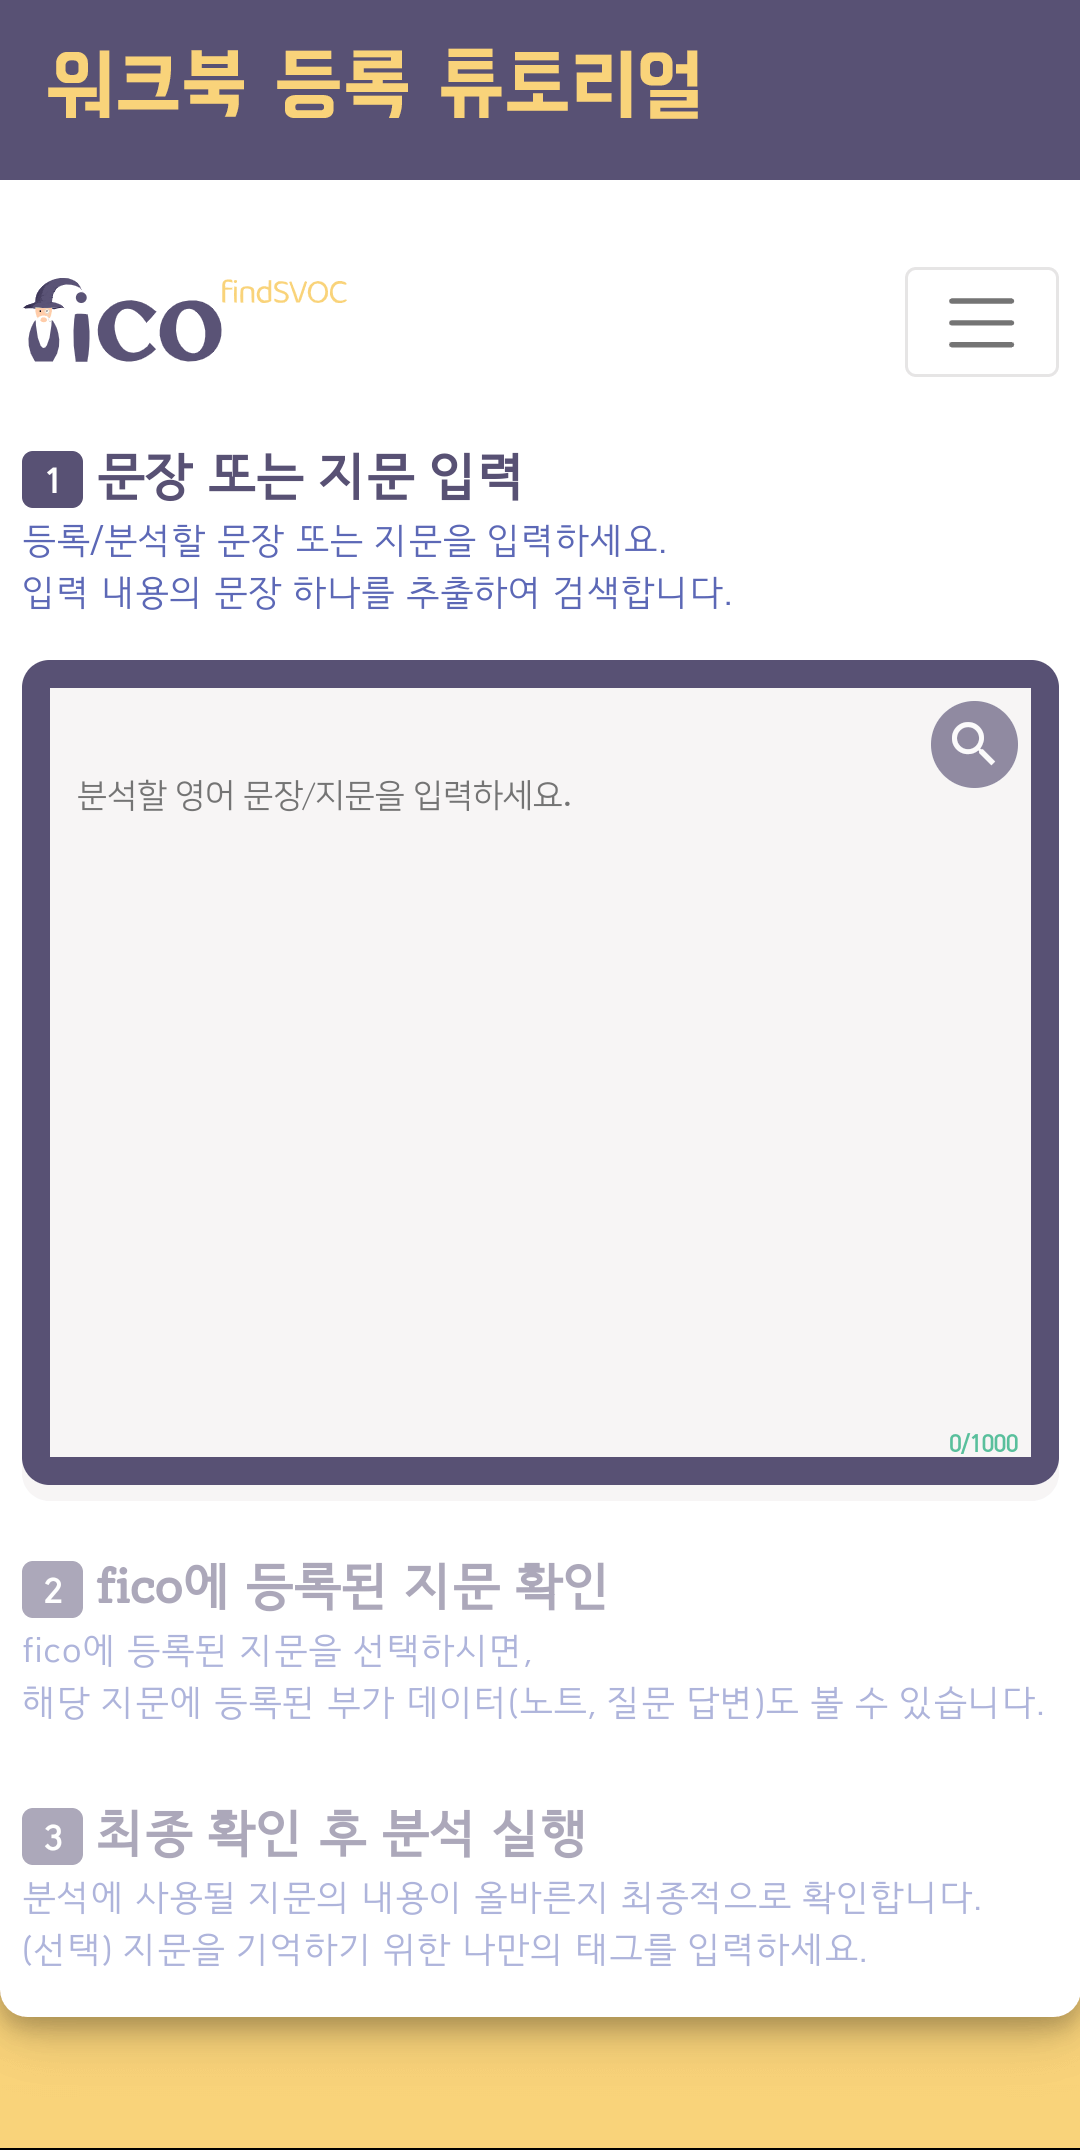 워크북 등록 튜토리얼
fico findSVOC
1 문장 또는 지문 입력
등록/분석할 문장 또는 지문을 입력하세요.
입력 내용의 문장 하나를 추출하여 검색합니다.
분석할 영어 문장/지문을 입력하세요.
0/1000
2 fico에 등록된 지문 확인
fico에 등록된 지문을 선택하시면,
해당 지문에 등록된 부가 데이터(노트, 질문 답변)도 볼 수 있습니다.
3 최종 확인 후 분석 실행
분석에 사용될 지문의 내용이 올바른지 최종적으로 확인합니다.
(선택) 지문을 기억하기 위한 나만의 태그를 입력하세요.